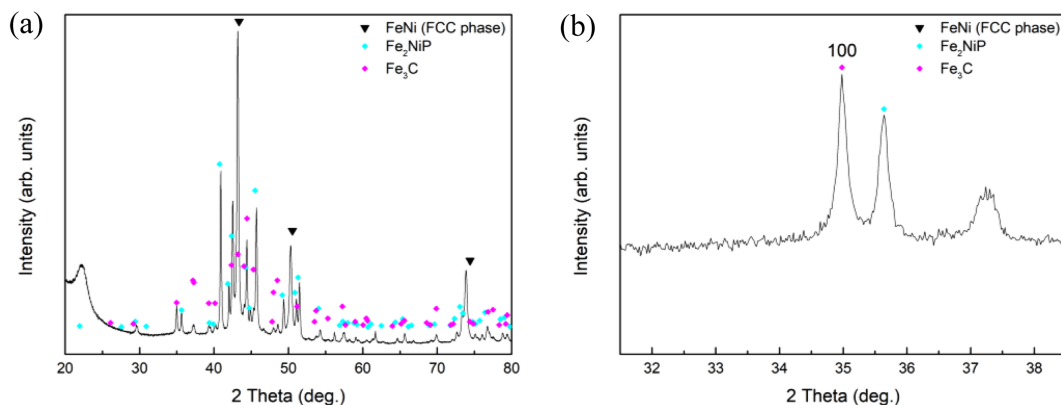 (a)
FeNi (FCC phase)
Fe₂NiP
Fe₃C
Intensity (arb. units)
20 30 40 50 60 70 80
2 Theta (deg.)
(b)
FeNi (FCC phase)
Fe₂NiP
Fe₃C
100
Intensity (arb. units)
32 33 34 35 36 37 38
2 Theta (deg.)